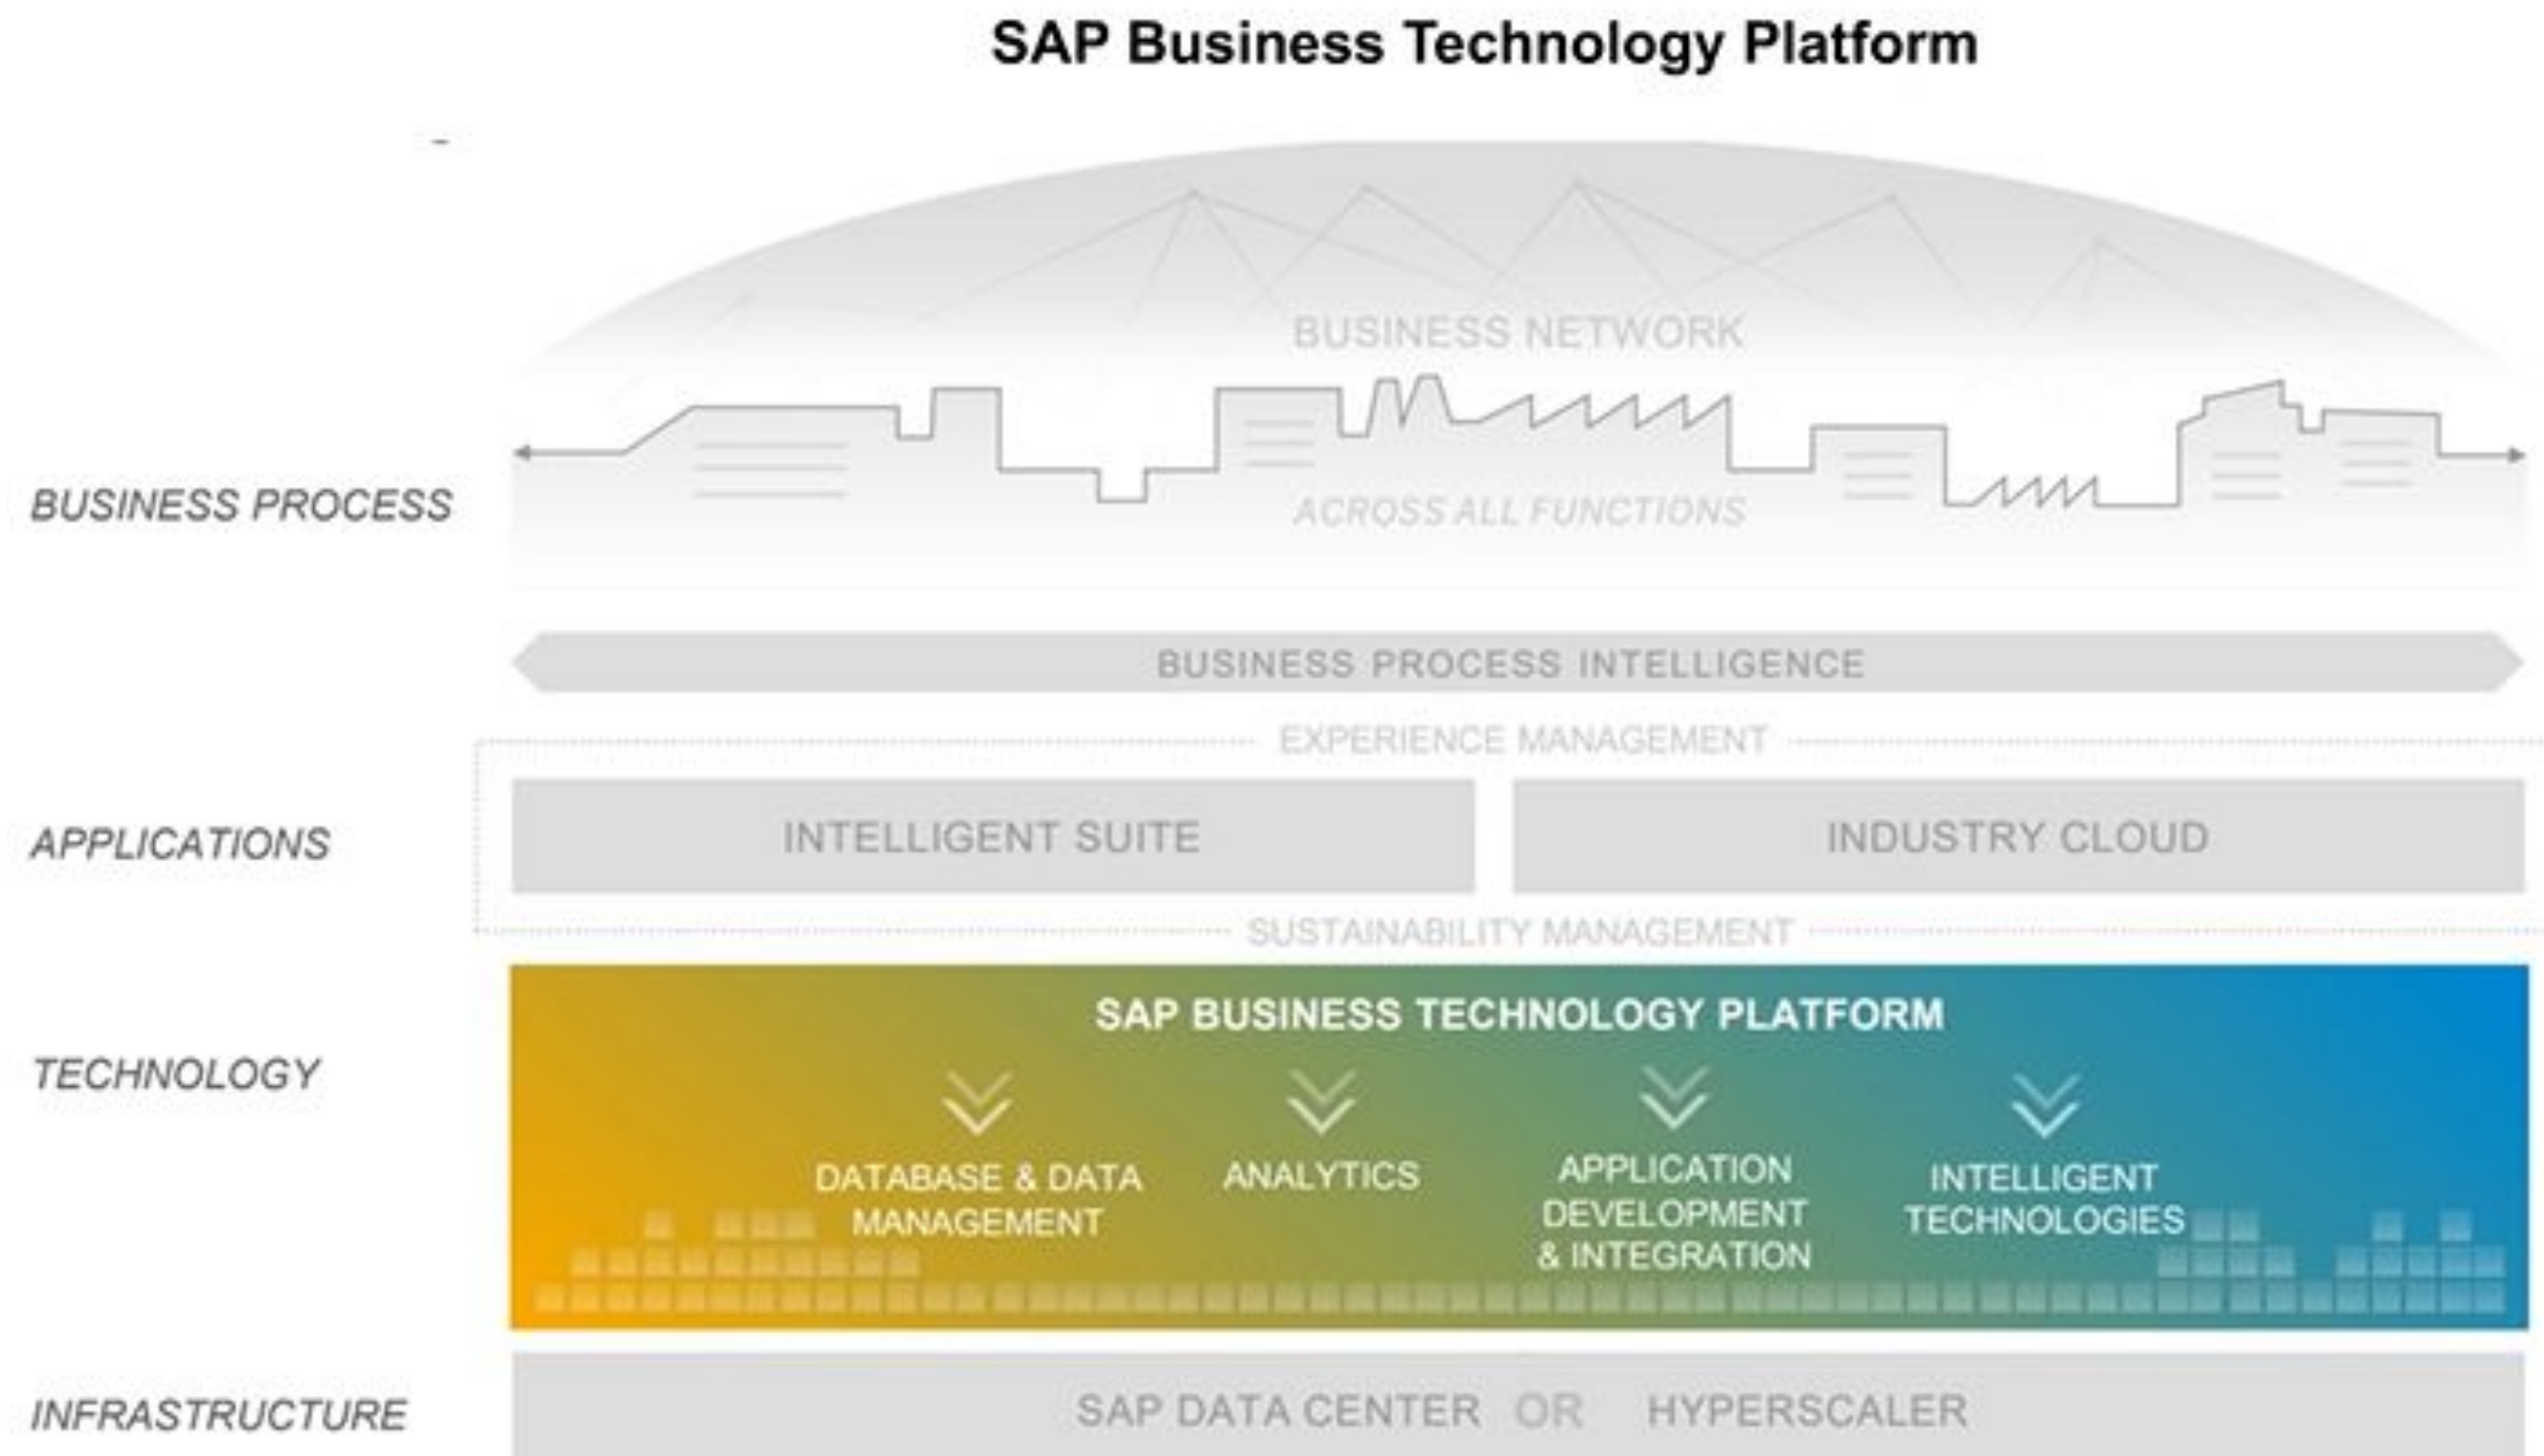 SAP Business Technology Platform
BUSINESS NETWORK
BUSINESS PROCESS
ACROSS ALL FUNCTIONS
BUSINESS PROCESS INTELLIGENCE
EXPERIENCE MANAGEMENT
APPLICATIONS
INTELLIGENT SUITE
INDUSTRY CLOUD
SUSTAINABILITY MANAGEMENT
TECHNOLOGY
SAP BUSINESS TECHNOLOGY PLATFORM
DATABASE & DATA
MANAGEMENT
ANALYTICS
APPLICATION
DEVELOPMENT
& INTEGRATION
INTELLIGENT
TECHNOLOGIES
INFRASTRUCTURE
SAP DATA CENTER OR HYPERSCALER